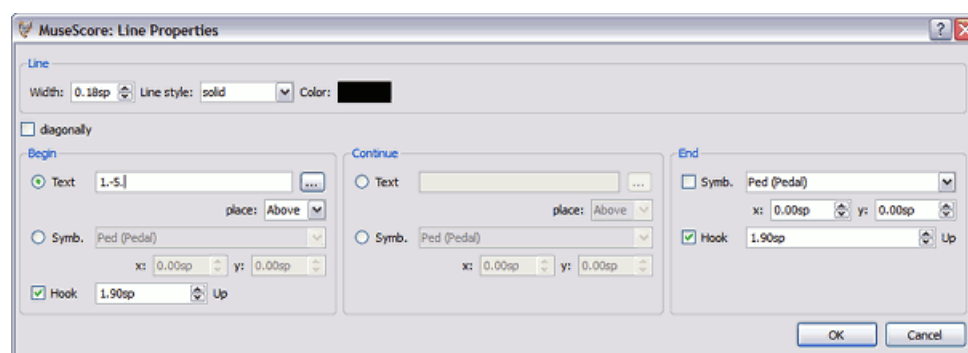 MuseScore: Line Properties
Line
Width: 0.18sp Line style: solid Color:
diagonally
Begin
Text 1.-5.
...
place: Above
Symb. Ped (Pedal)
x: 0.00sp y: 0.00sp
Hook 1.90sp Up
Continue
Text
...
place: Above
Symb. Ped (Pedal)
x: 0.00sp y: 0.00sp
End
Symb. Ped (Pedal)
x: 0.00sp y: 0.00sp
Hook 1.90sp Up
OK Cancel